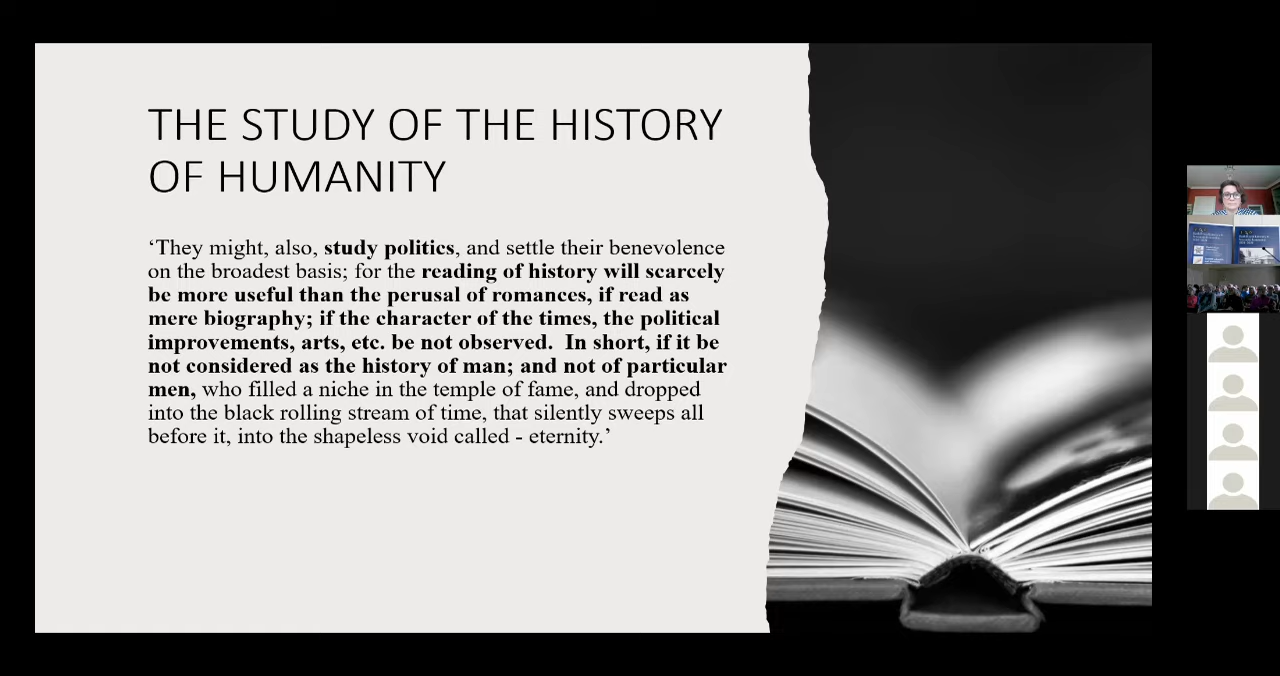 THE STUDY OF THE HISTORY
OF HUMANITY
‘They might, also, study politics, and settle their benevolence
on the broadest basis; for the reading of history will scarcely
be more useful than the perusal of romances, if read as
mere biography; if the character of the times, the political
improvements, arts, etc. be not observed.  In short, if it be
not considered as the history of man; and not of particular
men, who filled a niche in the temple of fame, and dropped
into the black rolling stream of time, that silently sweeps all
before it, into the shapeless void called - eternity.’